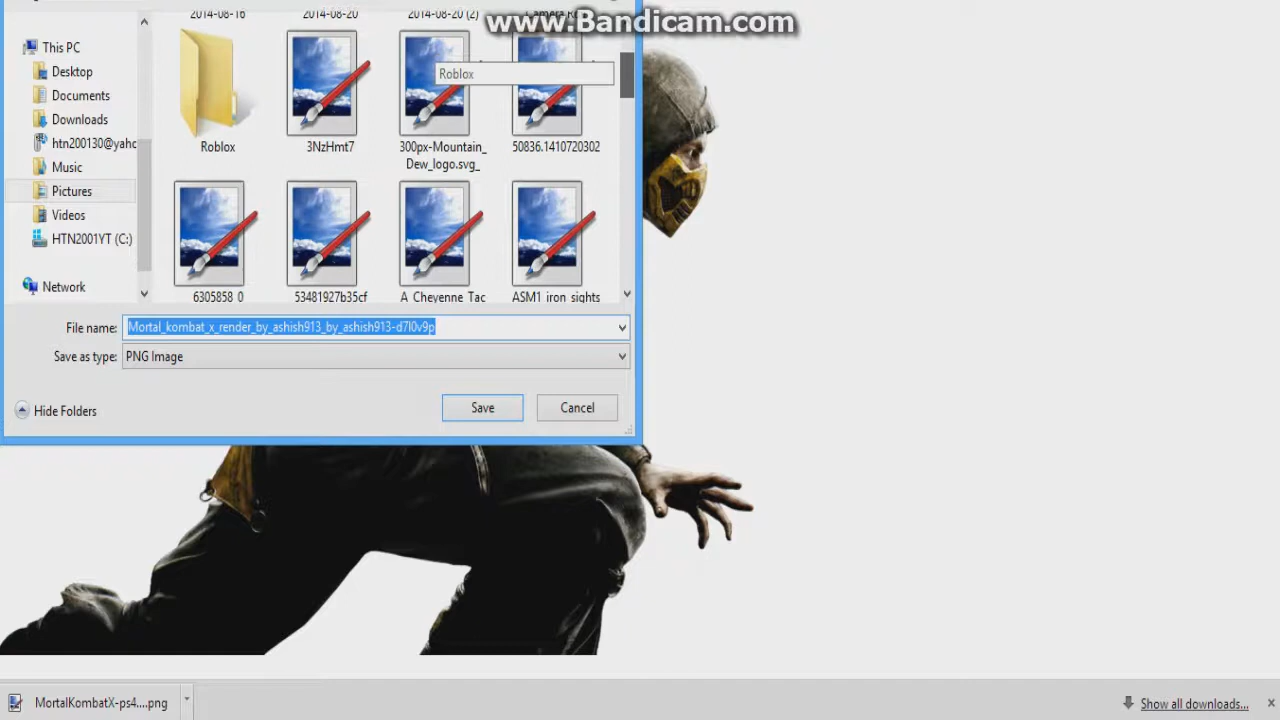 2014-08-16
2014-08-20
2014-08-20 (2)
www.Bandicam.com
This PC
Desktop
Documents
Downloads
htn200130@yahc
Music
Pictures
Videos
HTN2001YT (C:)
Network
Roblox
Roblox
3NzHmt7
300px-Mountain_
Dew_logo.svg_
50836.1410720302
6305858_0
53481927b35cf
A Cheyenne Tac
ASM1 iron sights
File name:
Mortal_kombat_x_render_by_ashish913_by_ashish913-d7l0v9p
Save as type:
PNG Image
Hide Folders
Save
Cancel
MortalKombatX-ps4....png
Show all downloads...